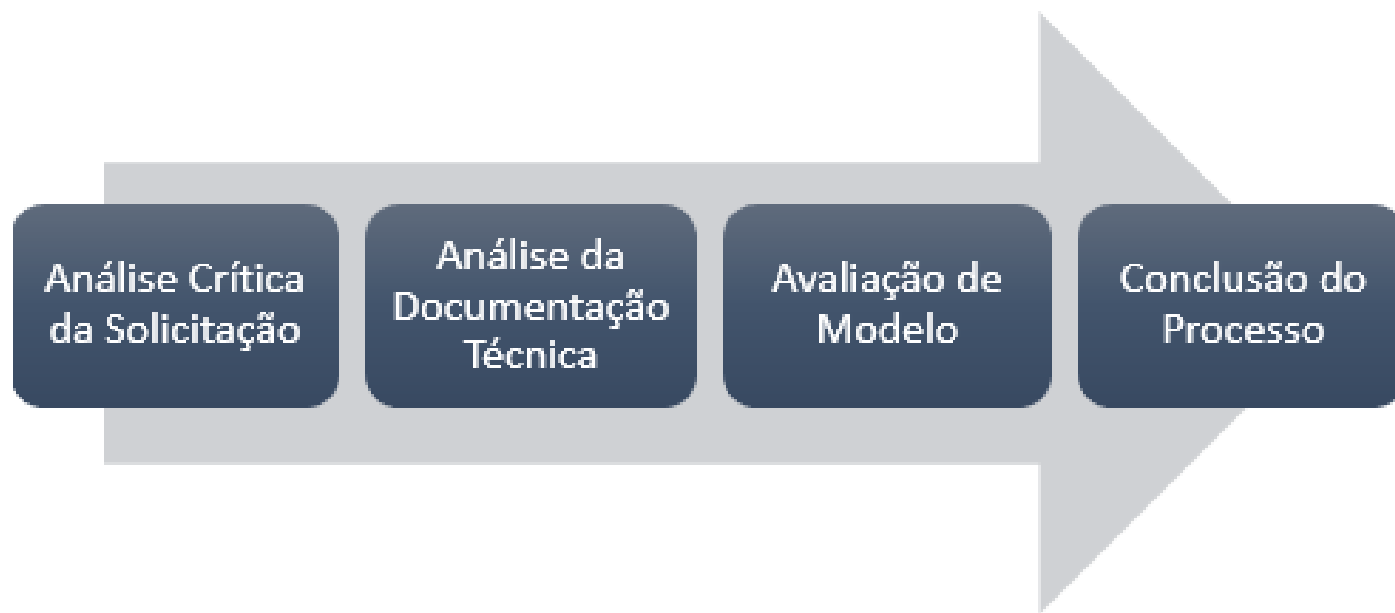 Análise Crítica
da Solicitação
Análise da
Documentação
Técnica
Avaliação de
Modelo
Conclusão do
Processo